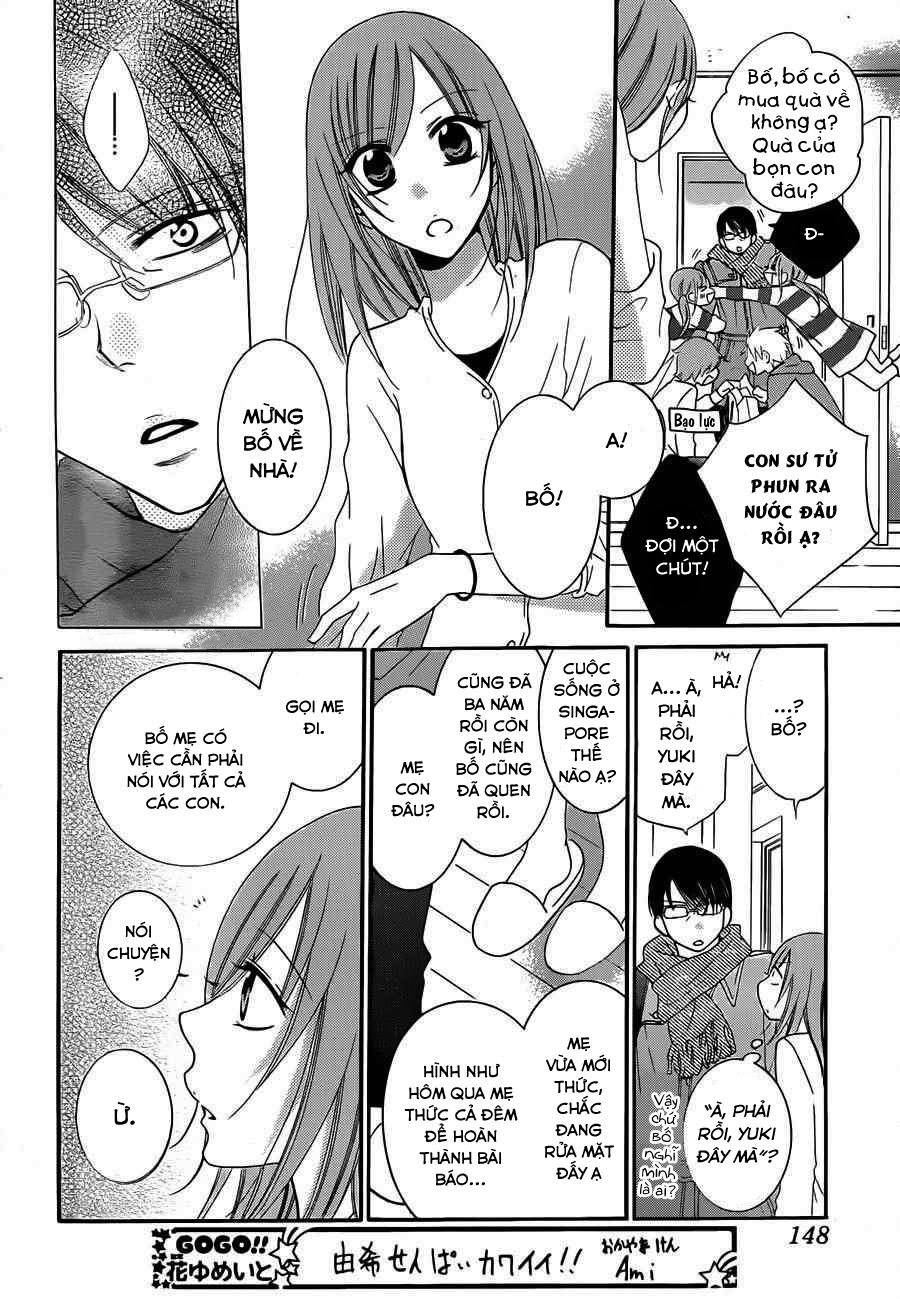 Bố, bố có
mua quà về
không ạ?
Quà của
bọn con
đâu?
Đ-
Bạo lực
CON SƯ TỬ
PHUN RA
NƯỚC ĐÂU
RỒI Ạ?
Đ...
ĐỢI MỘT
CHÚT!
A!
BỐ!
MỪNG
BỐ VỀ
NHÀ!
!....
...?
BỐ?
HẢ!
A... À,
PHẢI
RỒI,
YUKI
ĐÂY
MÀ.
"À, PHẢI
RỒI, YUKI
ĐÂY MÀ"?
Vậy
chứ
Bố
nghĩ
mình
là ai?
CUỘC
SỐNG Ở
SINGA-
PORE
THẾ
NÀO Ạ?
CŨNG ĐÃ
BA NĂM
RỒI CÒN
GÌ, NÊN
BỐ CŨNG
ĐÃ QUEN
RỒI.
MẸ
CON
ĐÂU?
MẸ
VỪA MỚI
THỨC,
CHẮC
ĐANG
RỬA MẶT
ĐẤY Ạ
HÌNH NHƯ
HÔM QUA MẸ
THỨC CẢ ĐÊM
ĐỂ HOÀN
THÀNH BÀI
BÁO...
GỌI MẸ
ĐI.
BỐ MẸ CÓ
VIỆC CẦN PHẢI
NÓI VỚI TẤT CẢ
CÁC CON.
NÓI
CHUYỆN
?
Ừ.
148
GOGO!!
花ゆめいと
由希せんぱいカワイイ!!
おかやまけん
Ami